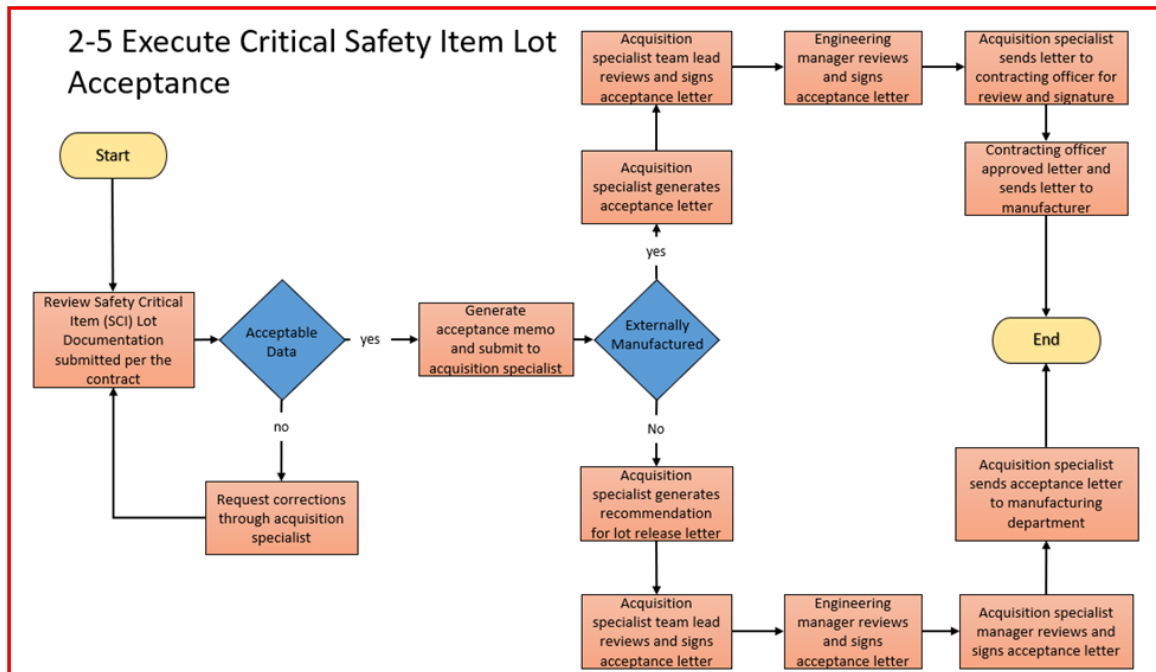 2-5 Execute Critical Safety Item Lot
Acceptance
Start
Review Safety Critical
Item (SCI) Lot
Documentation
submitted per the
contract
Acceptable
Data
yes
no
Request corrections
through acquisition
specialist
Generate
acceptance memo
and submit to
acquisition specialist
Externally
Manufactured
yes
Acquisition
specialist generates
acceptance letter
Acquisition
specialist team lead
reviews and signs
acceptance letter
Engineering
manager reviews
and signs
acceptance letter
Acquisition specialist
sends letter to
contracting officer for
review and signature
Contracting officer
approved letter and
sends letter to
manufacturer
End
No
Acquisition
specialist generates
recommendation
for lot release letter
Acquisition
specialist team lead
reviews and signs
acceptance letter
Engineering
manager reviews
and signs
acceptance letter
Acquisition specialist
manager reviews and
signs acceptance letter
Acquisition specialist
sends acceptance letter
to manufacturing
department